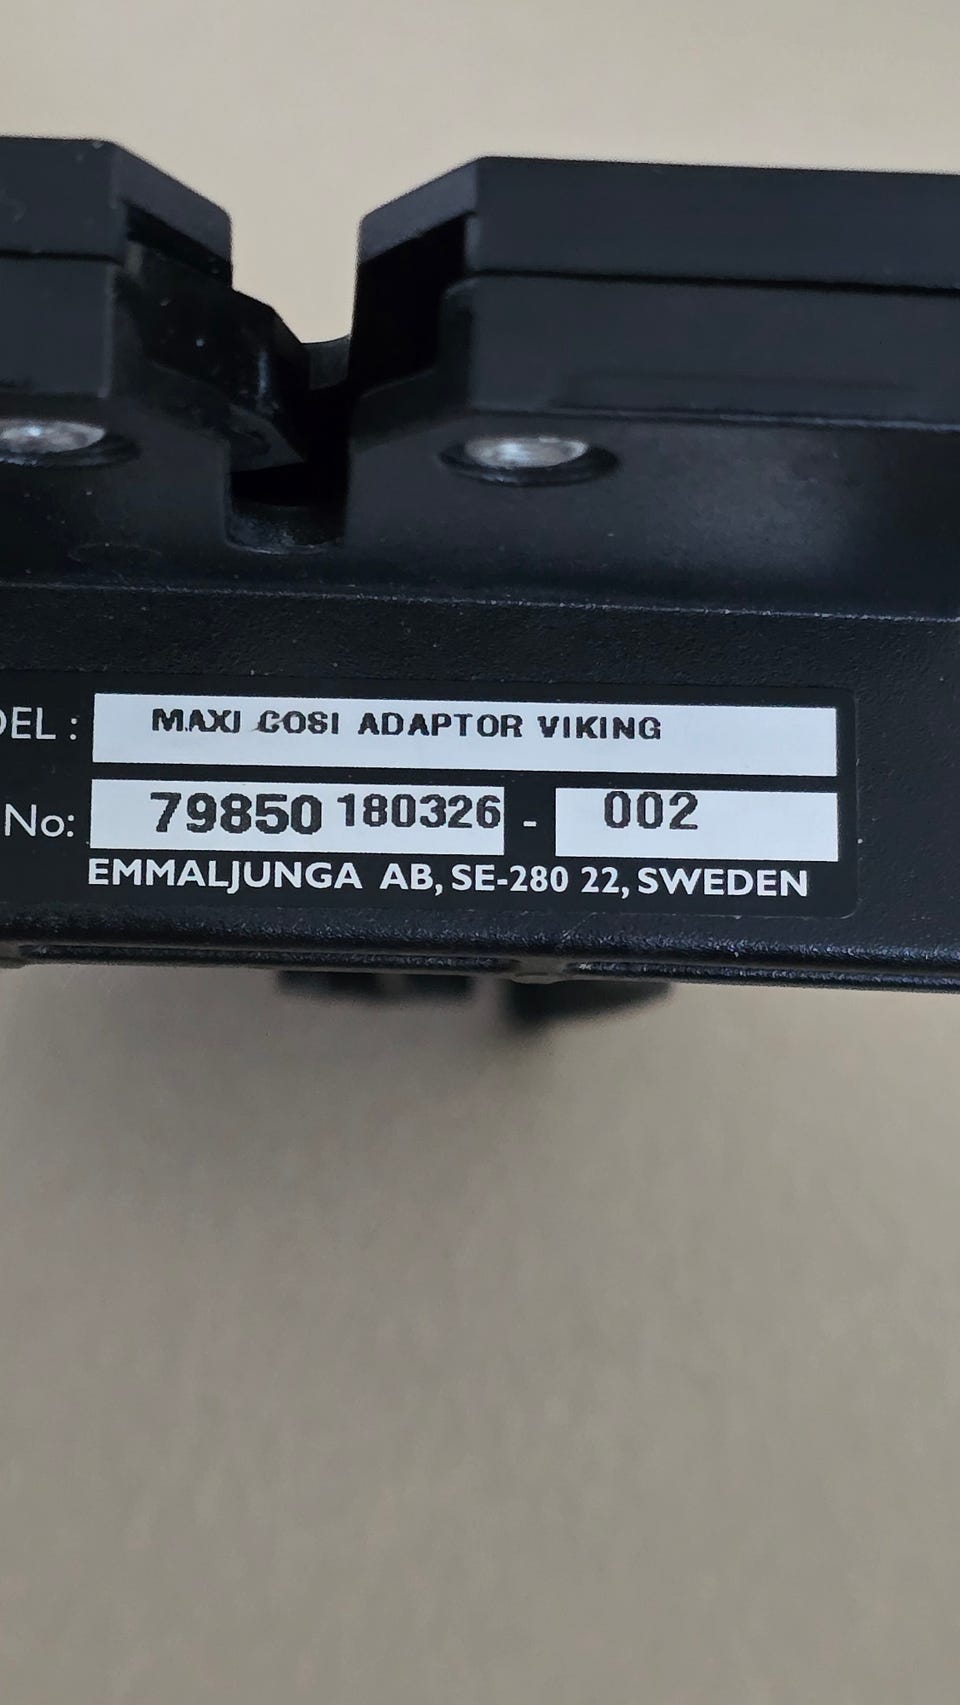 DEL : MAXI COSI ADAPTOR VIKING
No: 79850 180326 - 002
EMMALJUNGA AB, SE-280 22, SWEDEN